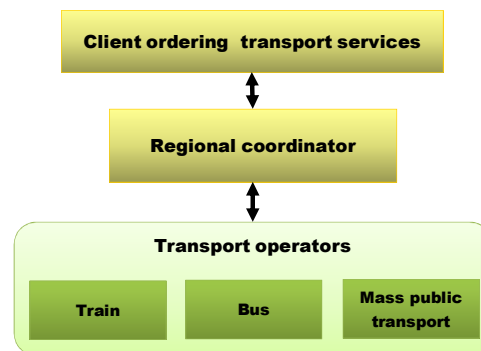 Client ordering transport services
Regional coordinator
Transport operators
Train
Bus
Mass public
transport